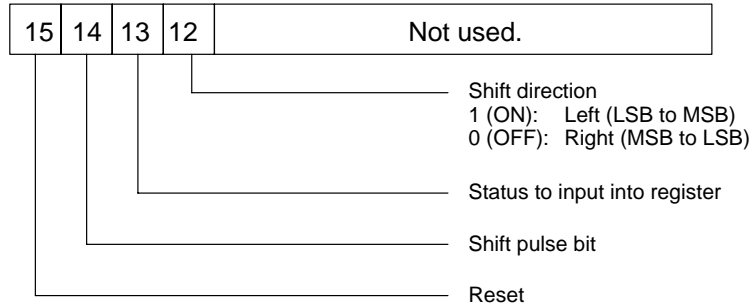 15 14 13 12 Not used.
Shift direction
1 (ON): Left (LSB to MSB)
0 (OFF): Right (MSB to LSB)
Status to input into register
Shift pulse bit
Reset